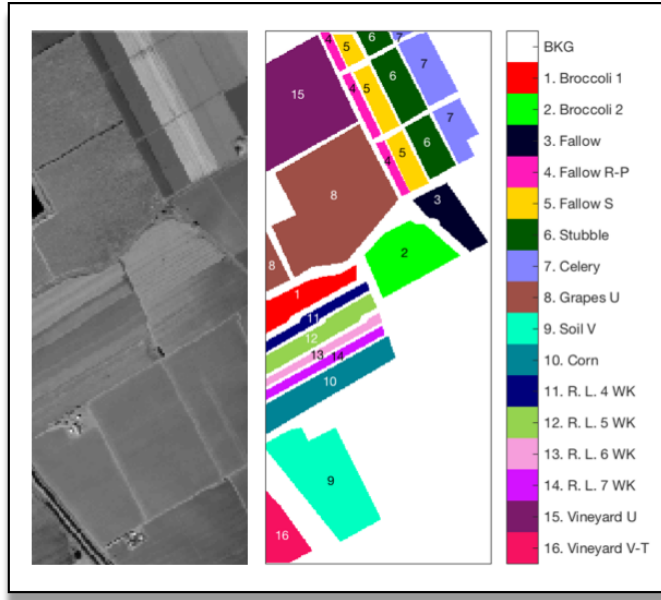 4
5
6
7
4
5
6
7
15
4
5
6
7
8
3
2
8
1
11
12
13 14
10
9
16
BKG
1. Broccoli 1
2. Broccoli 2
3. Fallow
4. Fallow R-P
5. Fallow S
6. Stubble
7. Celery
8. Grapes U
9. Soil V
10. Corn
11. R. L. 4 WK
12. R. L. 5 WK
13. R. L. 6 WK
14. R. L. 7 WK
15. Vineyard U
16. Vineyard V-T